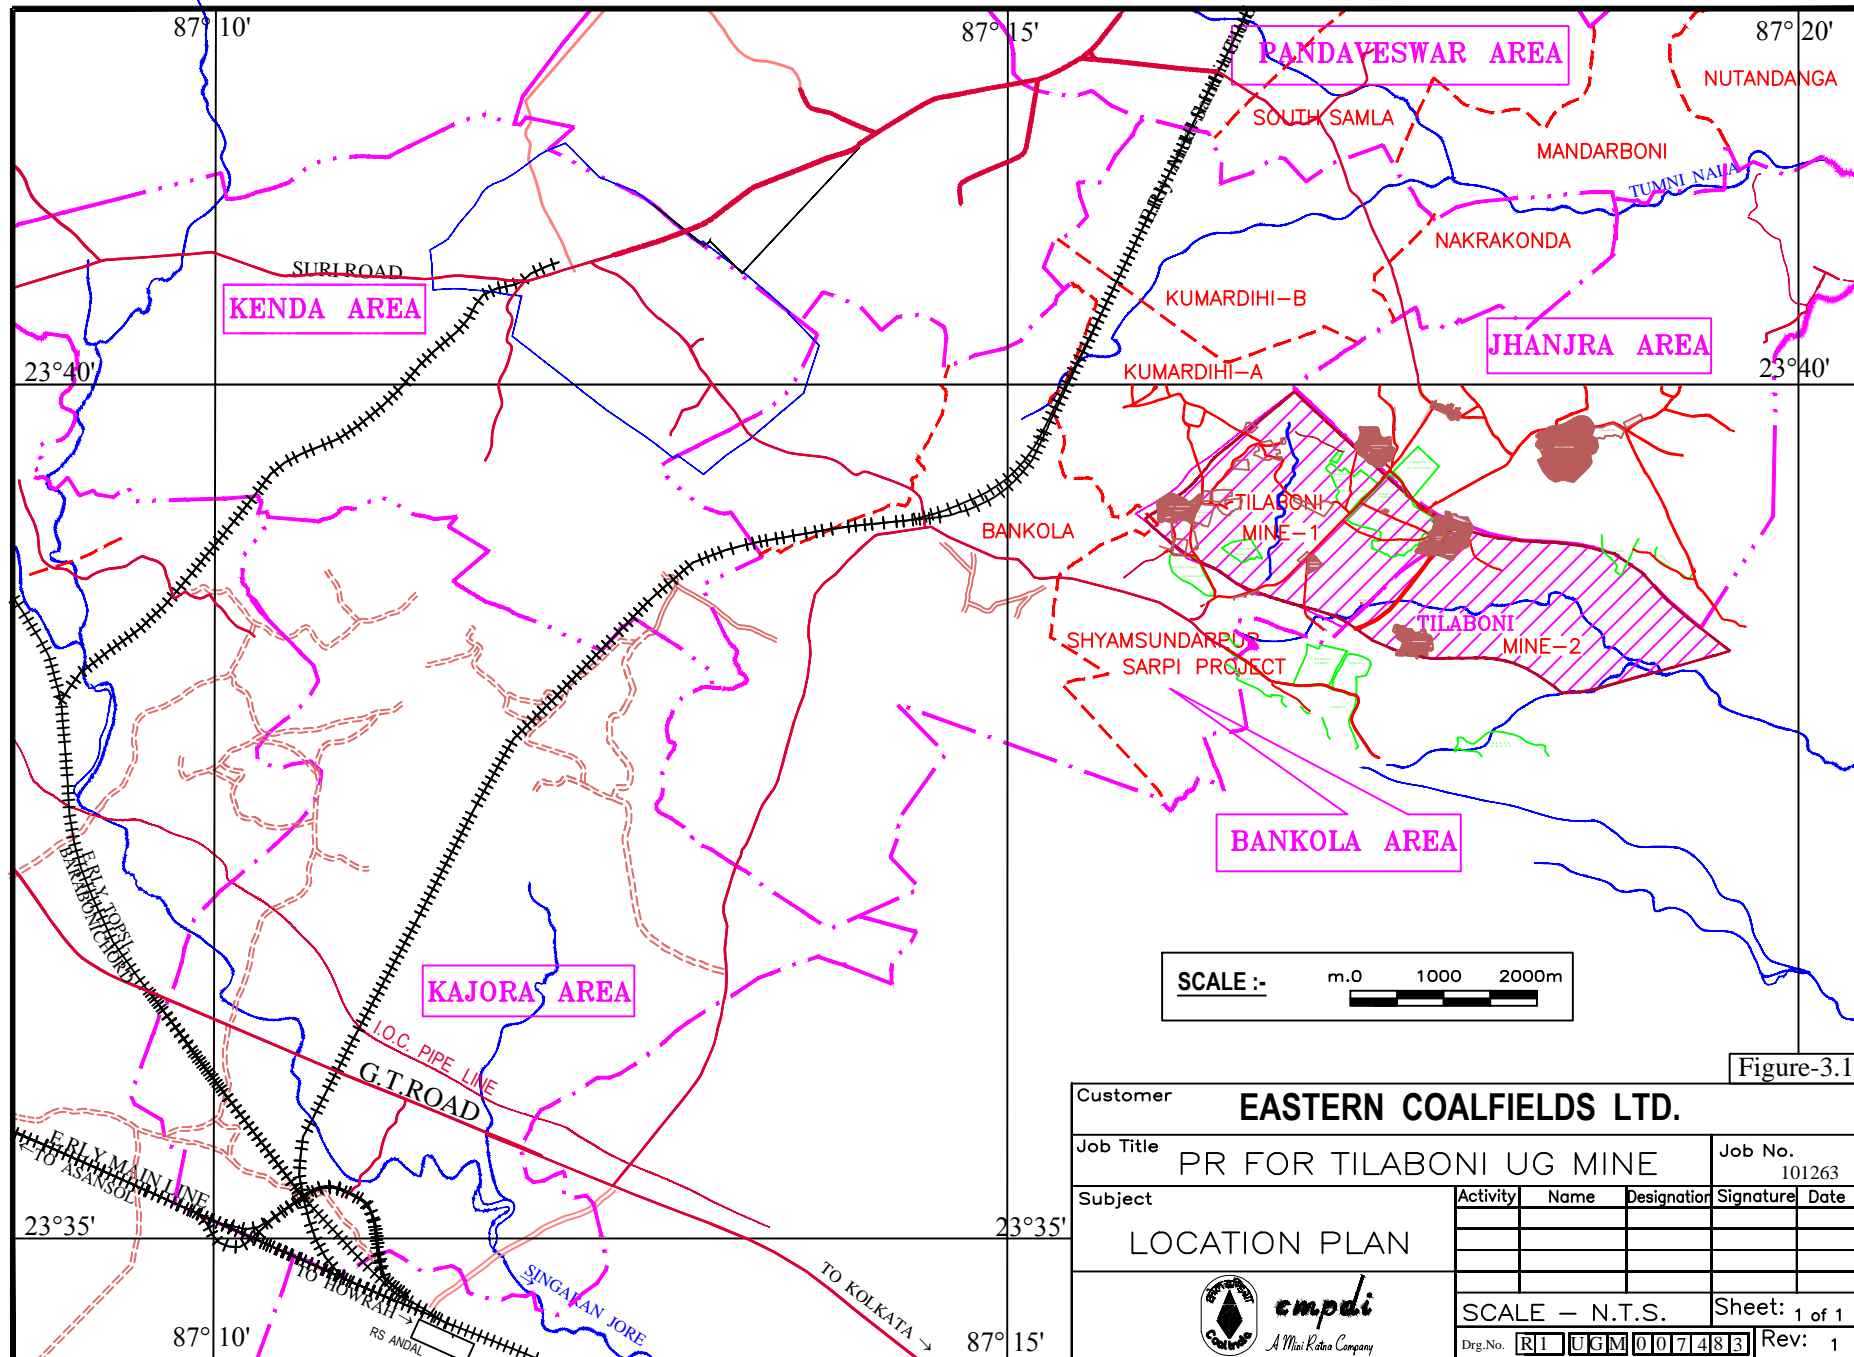 87°10'
87°15'
87°20'
PANDAVESWAR AREA
NUTANDANGA
SOUTH SAMLA
MANDARBONI
TUMNI NALA
NAKRAKONDA
SURI ROAD
KENDA AREA
KUMARDIHI-B
JHANJRA AREA
23°40'
KUMARDIHI-A
23°40'
TILABONI
MINE-1
BANKOLA
TILABONI
MINE-2
SHYAMSUNDARPUR
SARPI PROJECT
BANKOLA AREA
E.RLY.TOPSI
BARABONICHORD
KAJORA AREA
SCALE :-
m.0 1000 2000m
I.O.C. PIPE LINE
G.T.ROAD
Figure-3.1
Customer
EASTERN COALFIELDS LTD.
Job Title
PR FOR TILABONI UG MINE
Job No.
101263
E.RLY.MAIN LINE
←TO ASANSOL
Subject
LOCATION PLAN
Activity Name Designation Signature Date
23°35'
23°35'
TO HOWRAH→
SINGARAN JORE
TO KOLKATA →
RS ANDAL
87°10'
87°15'
Coal India
cmpdi
A Mini Ratna Company
SCALE - N.T.S.
Sheet: 1 of 1
Drg.No. R1 UGM 007483
Rev: 1